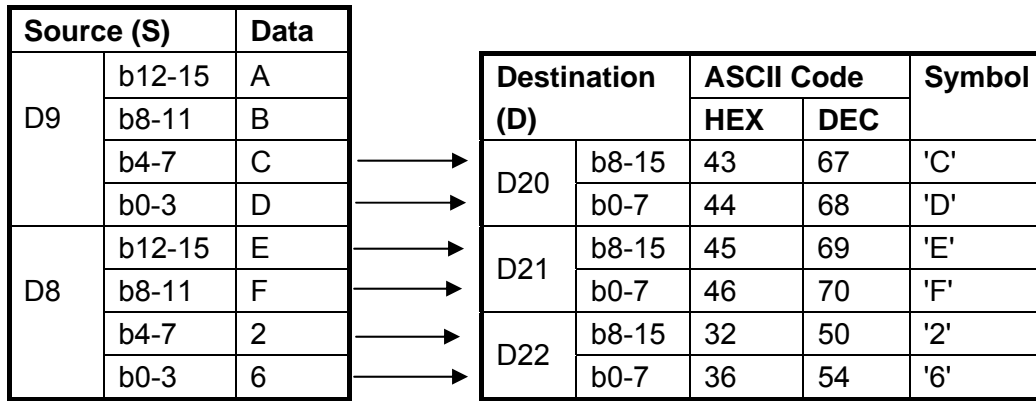 Source (S) Data
b12-15 A
D9 b8-11 B
b4-7 C
b0-3 D
b12-15 E
D8 b8-11 F
b4-7 2
b0-3 6
Destination ASCII Code Symbol
(D) HEX DEC
D20 b8-15 43 67 'C'
b0-7 44 68 'D'
D21 b8-15 45 69 'E'
b0-7 46 70 'F'
D22 b8-15 32 50 '2'
b0-7 36 54 '6'